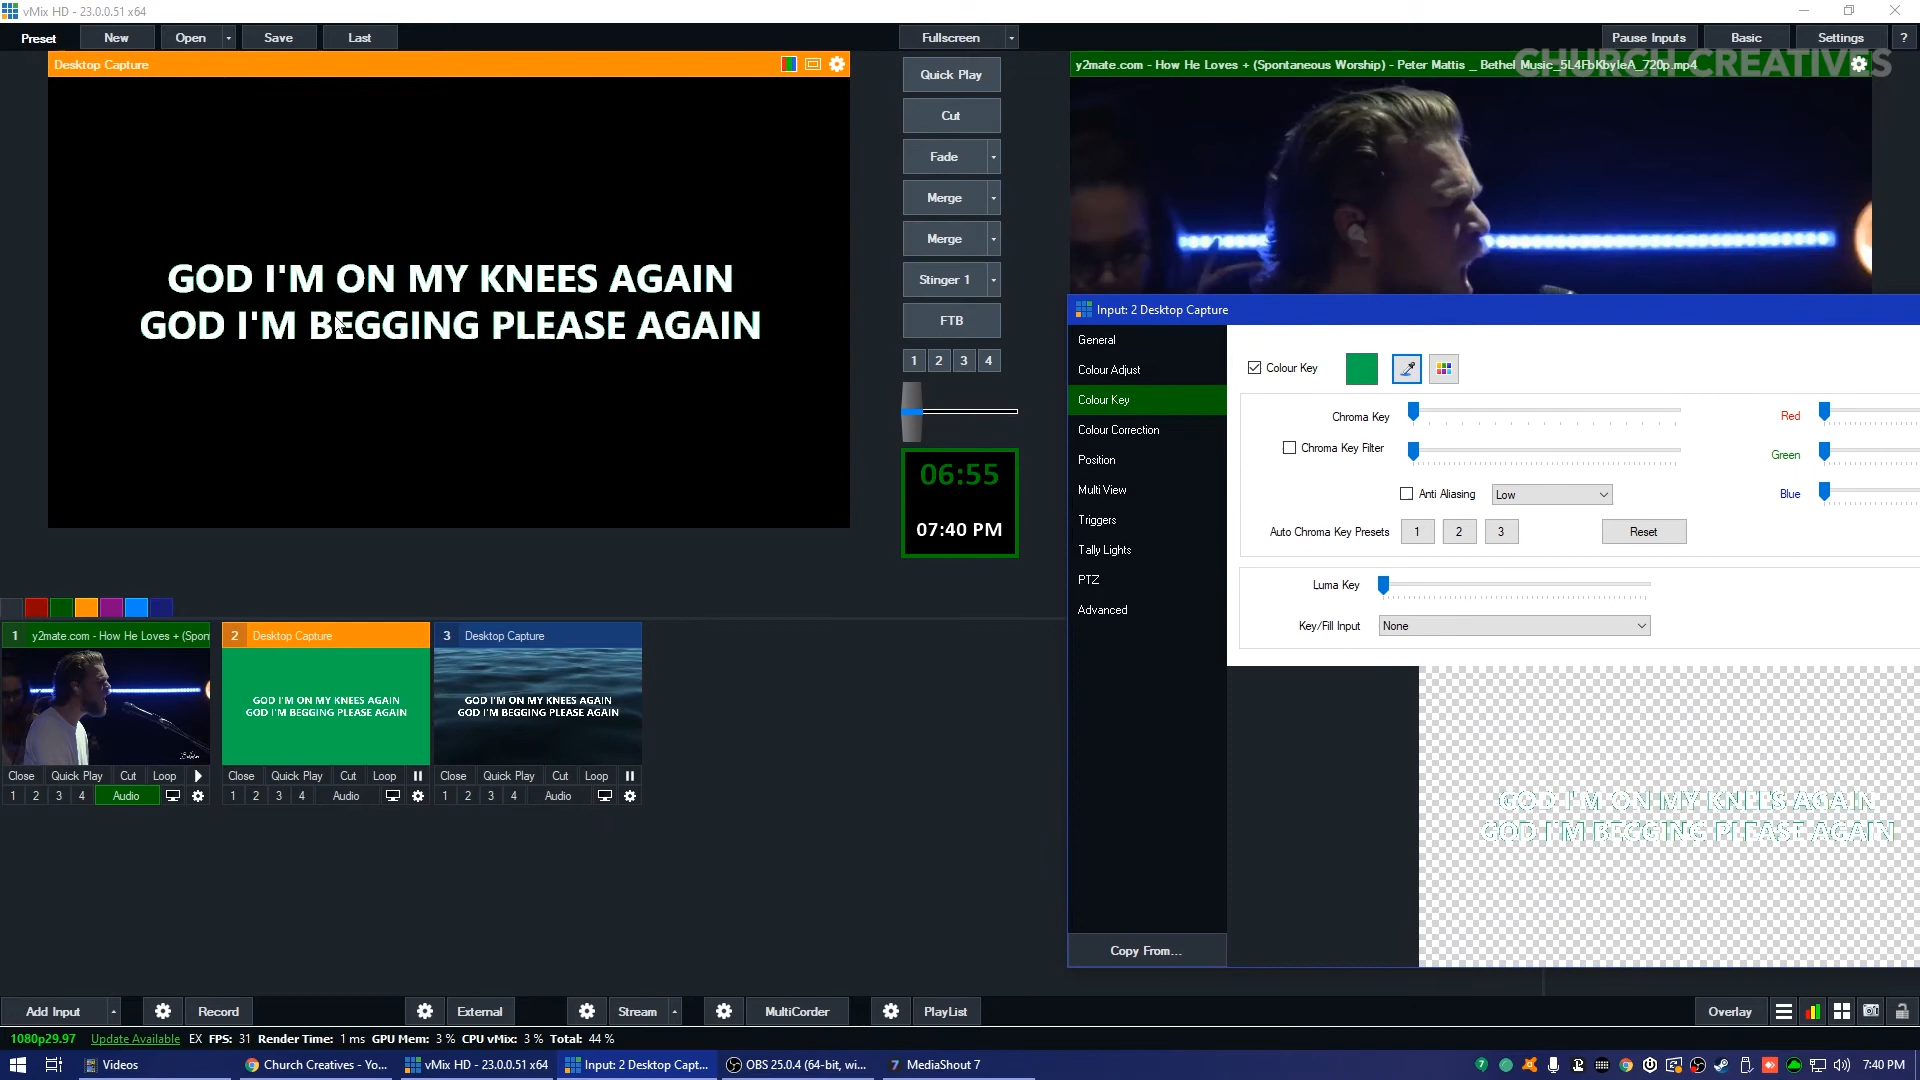 vMix HD - 23.0.0.51 x64
Preset
New
Open
Save
Last
Fullscreen
Pause Inputs
Basic
Settings
?
CHURCH CREATIVES
Desktop Capture
y2mate.com - How He Loves + (Spontaneous Worship) - Peter Mattis _ Bethel Music_5L4FbKbyIeA_720p.mp4
GOD I'M ON MY KNEES AGAIN
GOD I'M BEGGING PLEASE AGAIN
Quick Play
Cut
Fade
Merge
Merge
Stinger 1
FTB
1 2 3 4
06:55
07:40 PM
Input: 2 Desktop Capture
General
Colour Adjust
Colour Key
Colour Correction
Position
Multi View
Triggers
Tally Lights
PTZ
Advanced
Copy From...
Colour Key
Chroma Key
Red
Chroma Key Filter
Green
Anti Aliasing
Low
Blue
Auto Chroma Key Presets
1
2
3
Reset
Luma Key
Key/Fill Input
None
GOD I'M ON MY KNEES AGAIN
GOD I'M BEGGING PLEASE AGAIN
1 y2mate.com - How He Loves + (Spon
Close Quick Play Cut Loop
1 2 3 4 Audio
2 Desktop Capture
GOD I'M ON MY KNEES AGAIN
GOD I'M BEGGING PLEASE AGAIN
Close Quick Play Cut Loop
1 2 3 4 Audio
3 Desktop Capture
GOD I'M ON MY KNEES AGAIN
GOD I'M BEGGING PLEASE AGAIN
Close Quick Play Cut Loop
1 2 3 4 Audio
Add Input
Record
External
Stream
MultiCorder
PlayList
Overlay
1080p29.97 Update Available EX FPS: 31 Render Time: 1 ms GPU Mem: 3 % CPU vMix: 3 % Total: 44 %
Videos
Church Creatives - Yo...
vMix HD - 23.0.0.51 x64
Input: 2 Desktop Capt...
OBS 25.0.4 (64-bit, wi...
7 MediaShout 7
7:40 PM